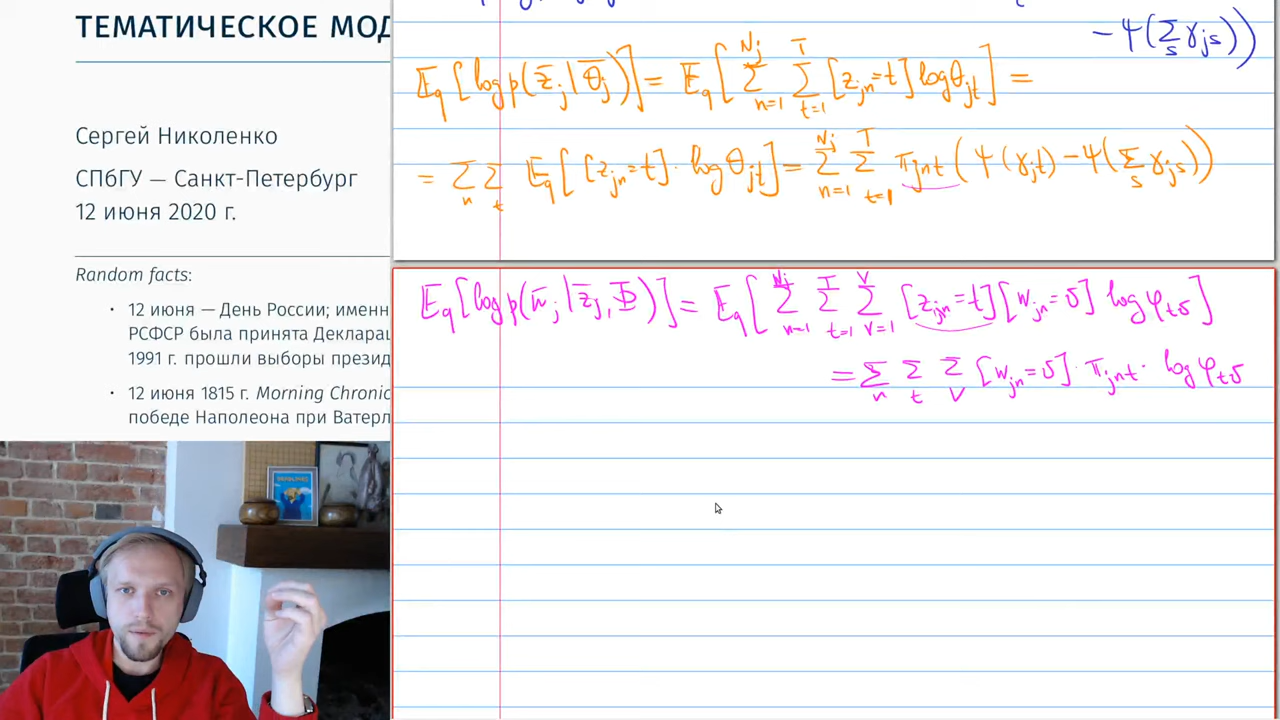 ТЕМАТИЧЕСКОЕ МОД
Сергей Николенко
СПбГУ — Санкт-Петербург
12 июня 2020 г.
Random facts:
• 12 июня — День России; именн
РСФСР была принята Деклара
1991 г. прошли выборы презид
• 12 июня 1815 г. Morning Chronic
победе Наполеона при Ватерл
− Ψ(Σ_s γ_js))
E_q[log p(z̄_j | θ̄_j)] = E_q[Σ_{n=1}^{N_j} Σ_{t=1}^{T} [z_jn = t] log θ_jt] =
= Σ_n Σ_t E_q[[z_jn = t] · log θ_jt] = Σ_{n=1}^{N_j} Σ_{t=1}^{T} π_jnt (Ψ(γ_jt) − Ψ(Σ_s γ_js))
E_q[log p(w̄_j | z̄_j, Φ)] = E_q[Σ_{n=1}^{N_j} Σ_{t=1}^{T} Σ_{v=1}^{V} [z_jn = t][w_jn = v] log φ_tv]
= Σ_n Σ_t Σ_v [w_jn = v] · π_jnt · log φ_tv